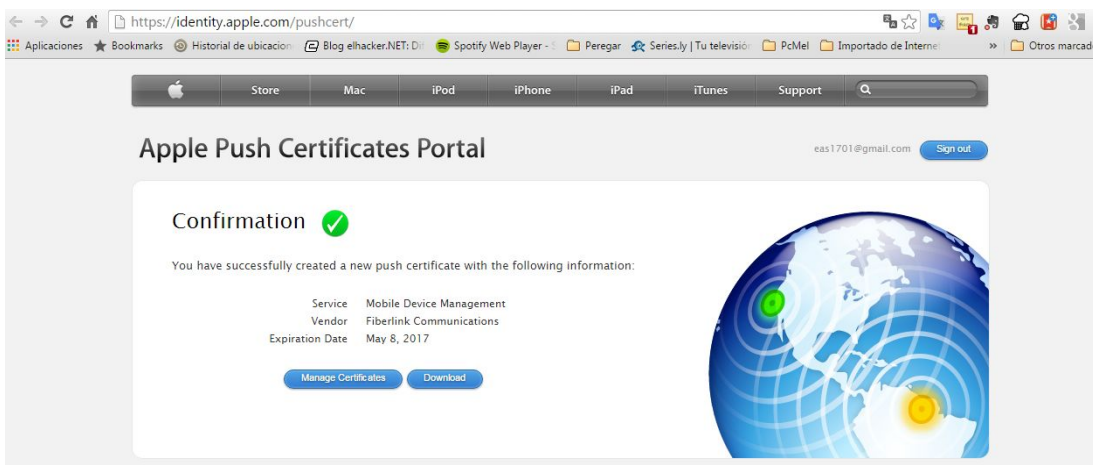 https://identity.apple.com/pushcert/
Aplicaciones Bookmarks Historial de ubicacion Blog elhacker.NET: Di Spotify Web Player - Peregar Series.ly | Tu televisión PcMel Importado de Internet » Otros marcad
Store Mac iPod iPhone iPad iTunes Support
Apple Push Certificates Portal
eas1701@gmail.com Sign out
Confirmation
You have successfully created a new push certificate with the following information:
Service Mobile Device Management
Vendor Fiberlink Communications
Expiration Date May 8, 2017
Manage Certificates Download